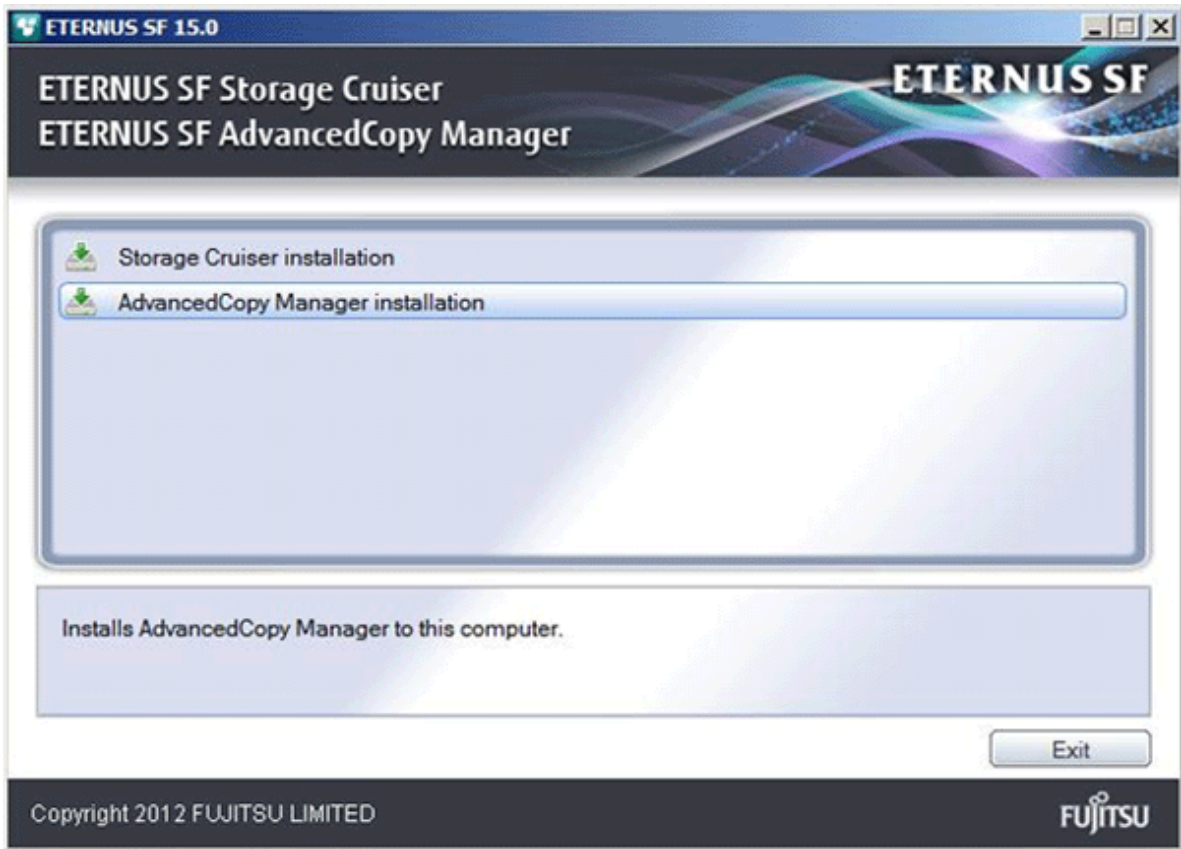 ETERNUS SF 15.0
ETERNUS SF Storage Cruiser
ETERNUS SF AdvancedCopy Manager
ETERNUS SF
Storage Cruiser installation
AdvancedCopy Manager installation
Installs AdvancedCopy Manager to this computer.
Exit
Copyright 2012 FUJITSU LIMITED
FUJITSU